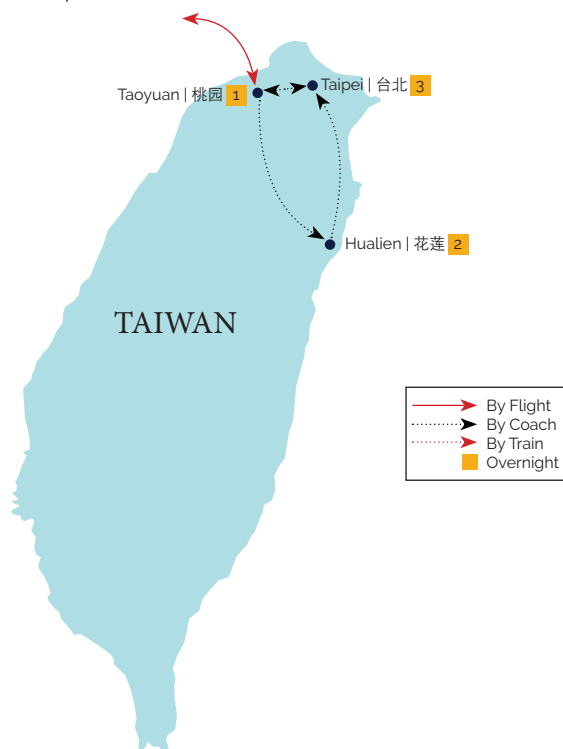 Taoyuan | 桃园 1
Taipei | 台北 3
Hualien | 花莲 2
TAIWAN
By Flight
By Coach
By Train
Overnight